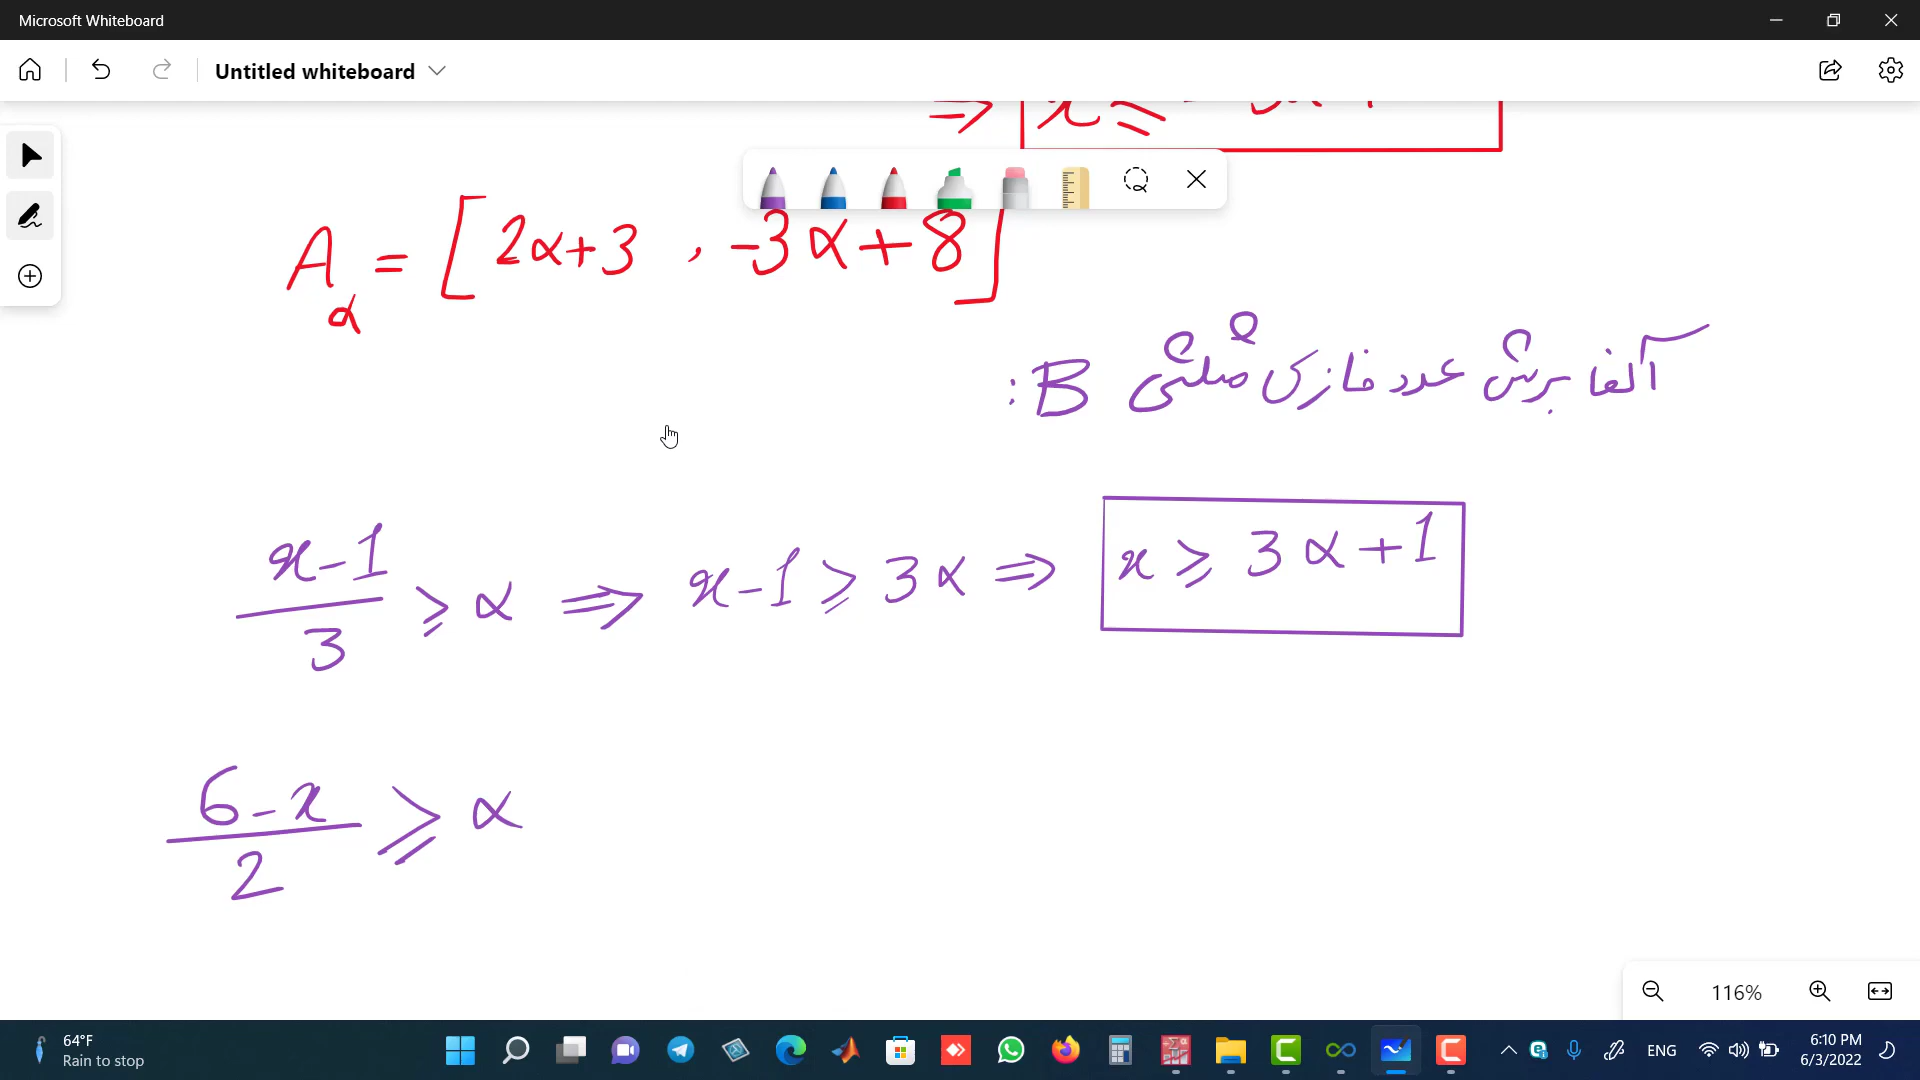 Microsoft Whiteboard
Untitled whiteboard
A_α = [2α+3 , -3α+8]
آلفا برش عدد فازی مثلثی B :
x-1/3 ≥ α ⇒ x-1 ≥ 3α ⇒ x ≥ 3α+1
6-x/2 ≥ α
116%
64°F
Rain to stop
ENG
6:10 PM
6/3/2022